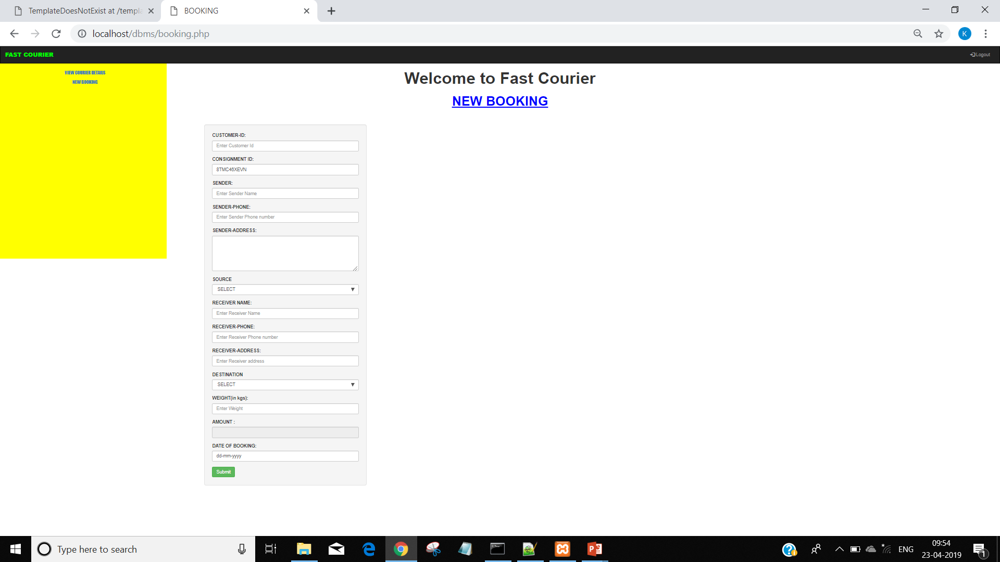 TemplateDoesNotExist at /templa
BOOKING
localhost/dbms/booking.php
K
FAST COURIER
Logout
VIEW COURIER DETAILS
NEW BOOKING
Welcome to Fast Courier
NEW BOOKING
CUSTOMER-ID:
Enter Customer Id
CONSIGNMENT ID:
8TMC46XEVN
SENDER:
Enter Sender Name
SENDER-PHONE:
Enter Sender Phone number
SENDER-ADDRESS:
SOURCE
SELECT
RECEIVER NAME:
Enter Receiver Name
RECEIVER-PHONE:
Enter Receiver Phone number
RECEIVER-ADDRESS:
Enter Receiver address
DESTINATION
SELECT
WEIGHT(in kgs):
Enter Weight
AMOUNT :
DATE OF BOOKING:
dd-mm-yyyy
Submit
Type here to search
ENG
09:54
23-04-2019
1